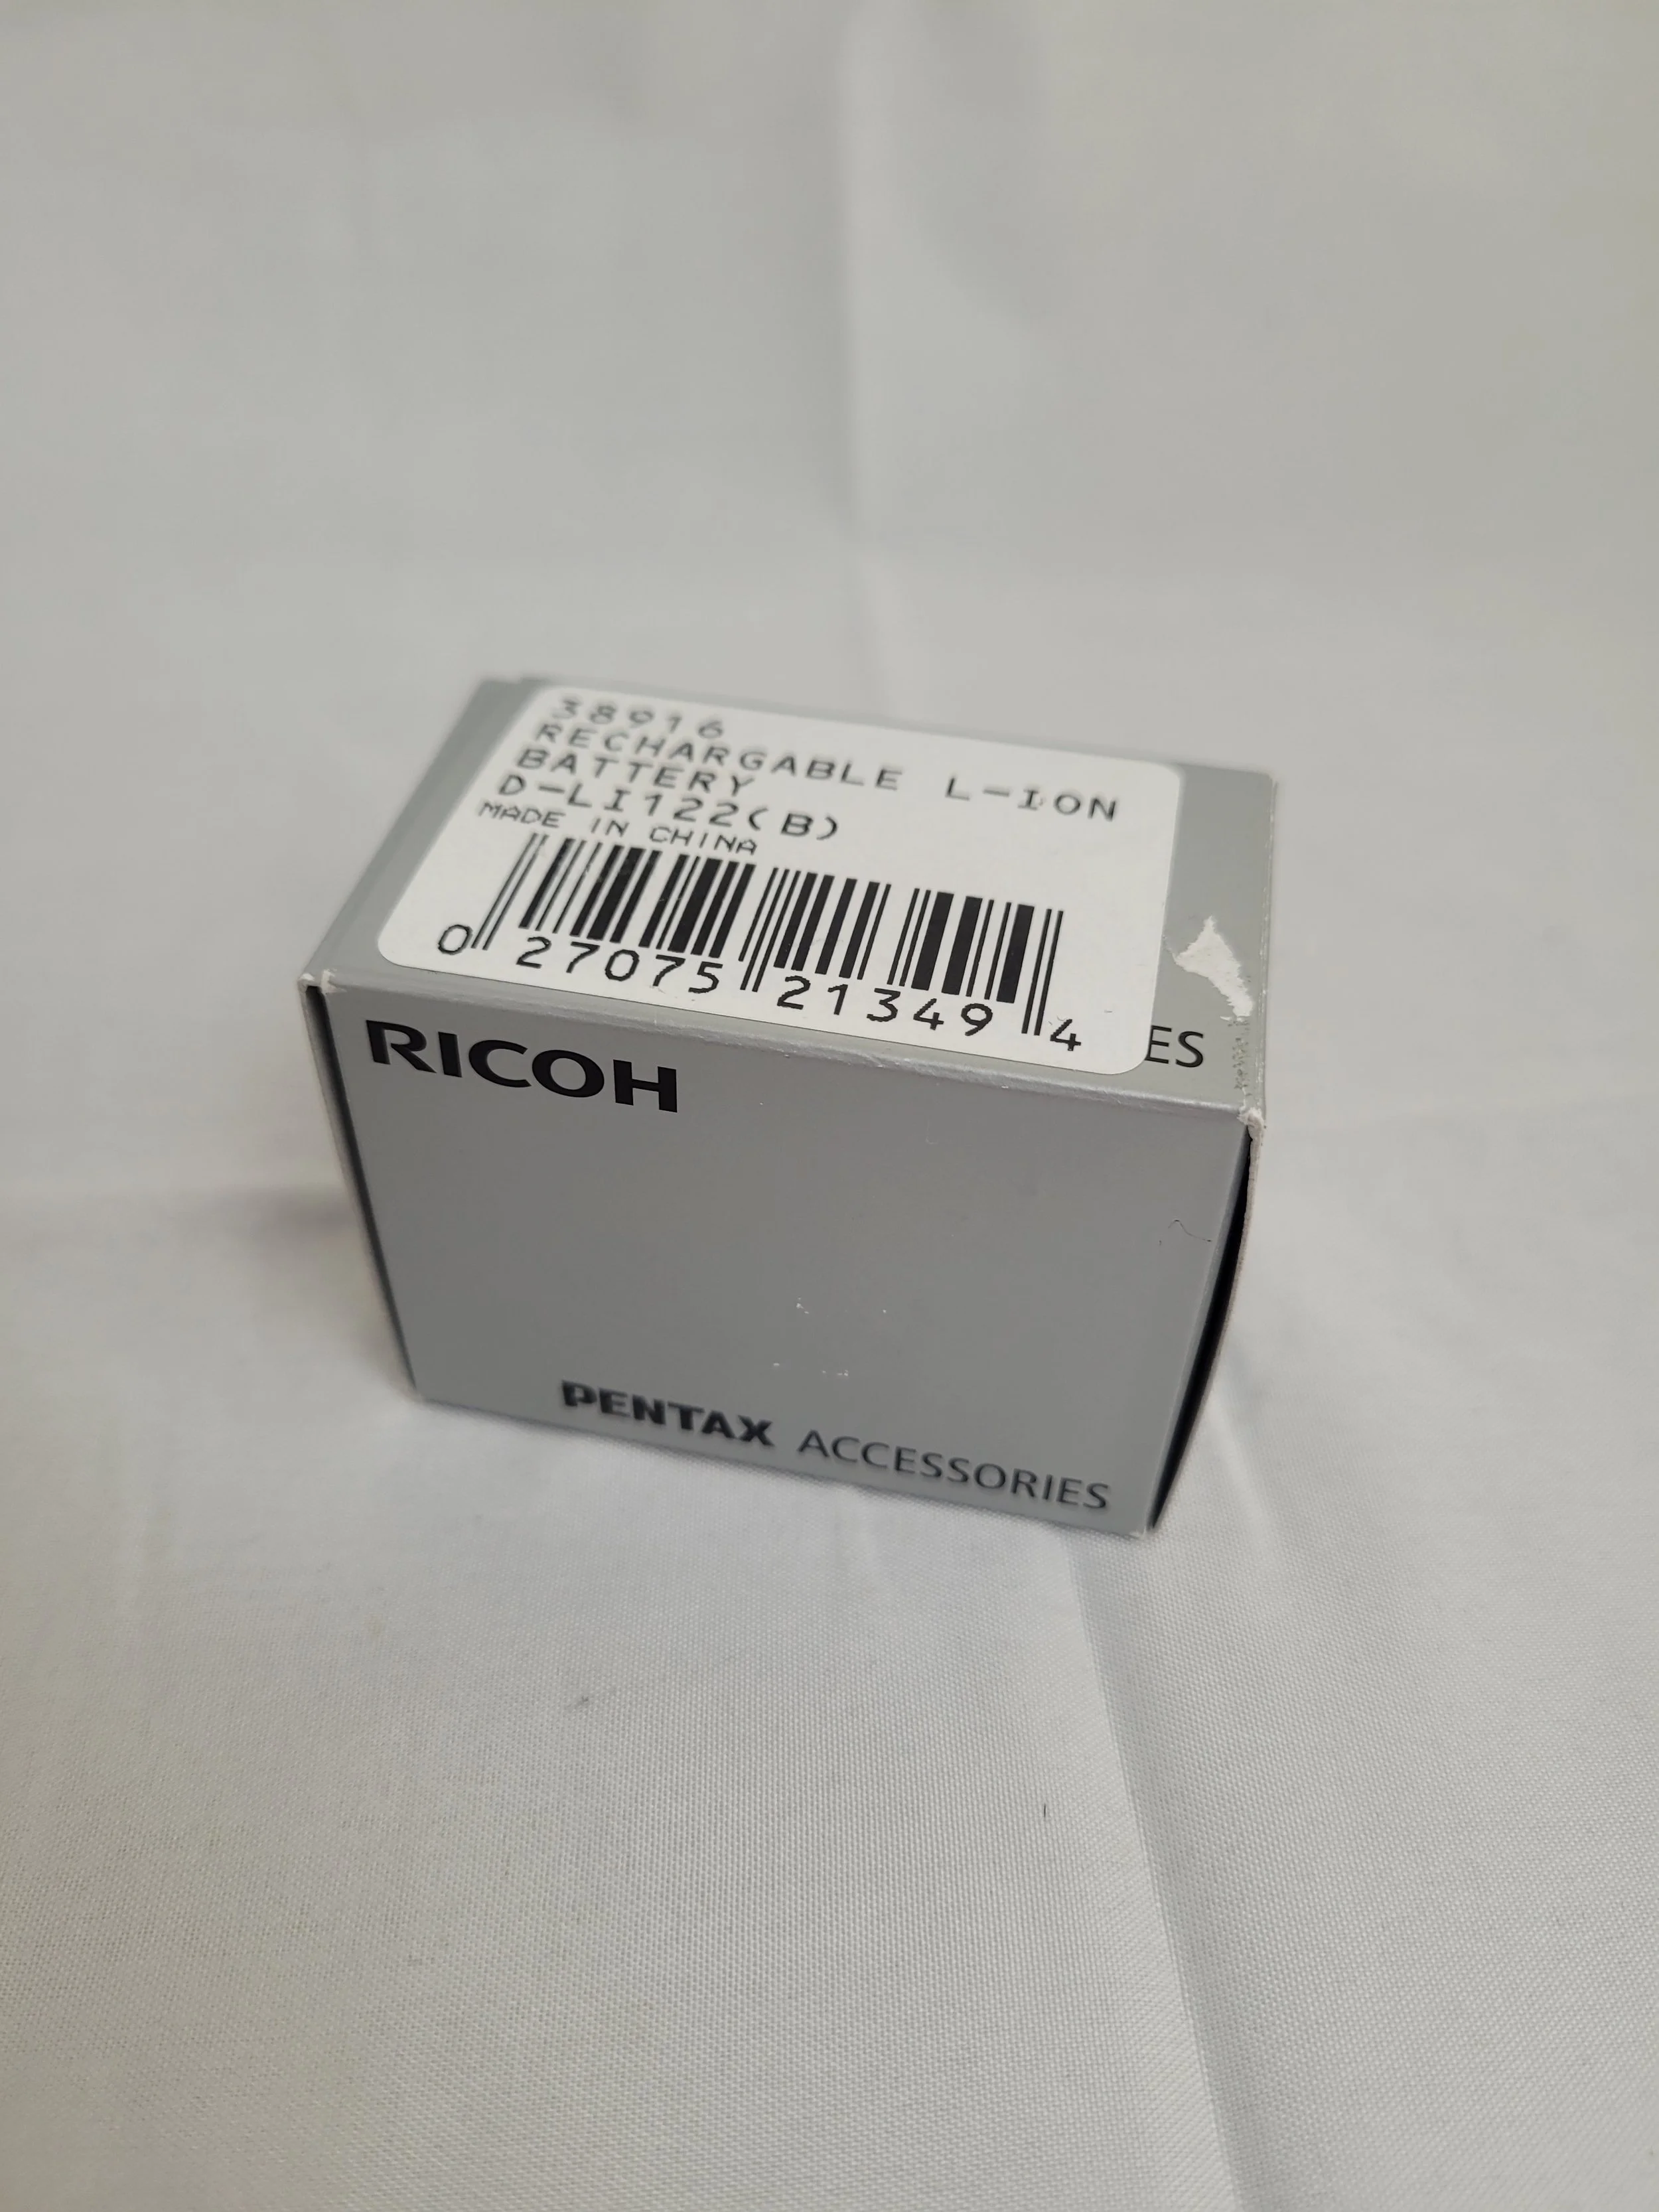 38916
RECHARGABLE L-ION
BATTERY
D-LI122(B)
MADE IN CHINA
0 27075 21349 4
ES
RICOH
PENTAX ACCESSORIES